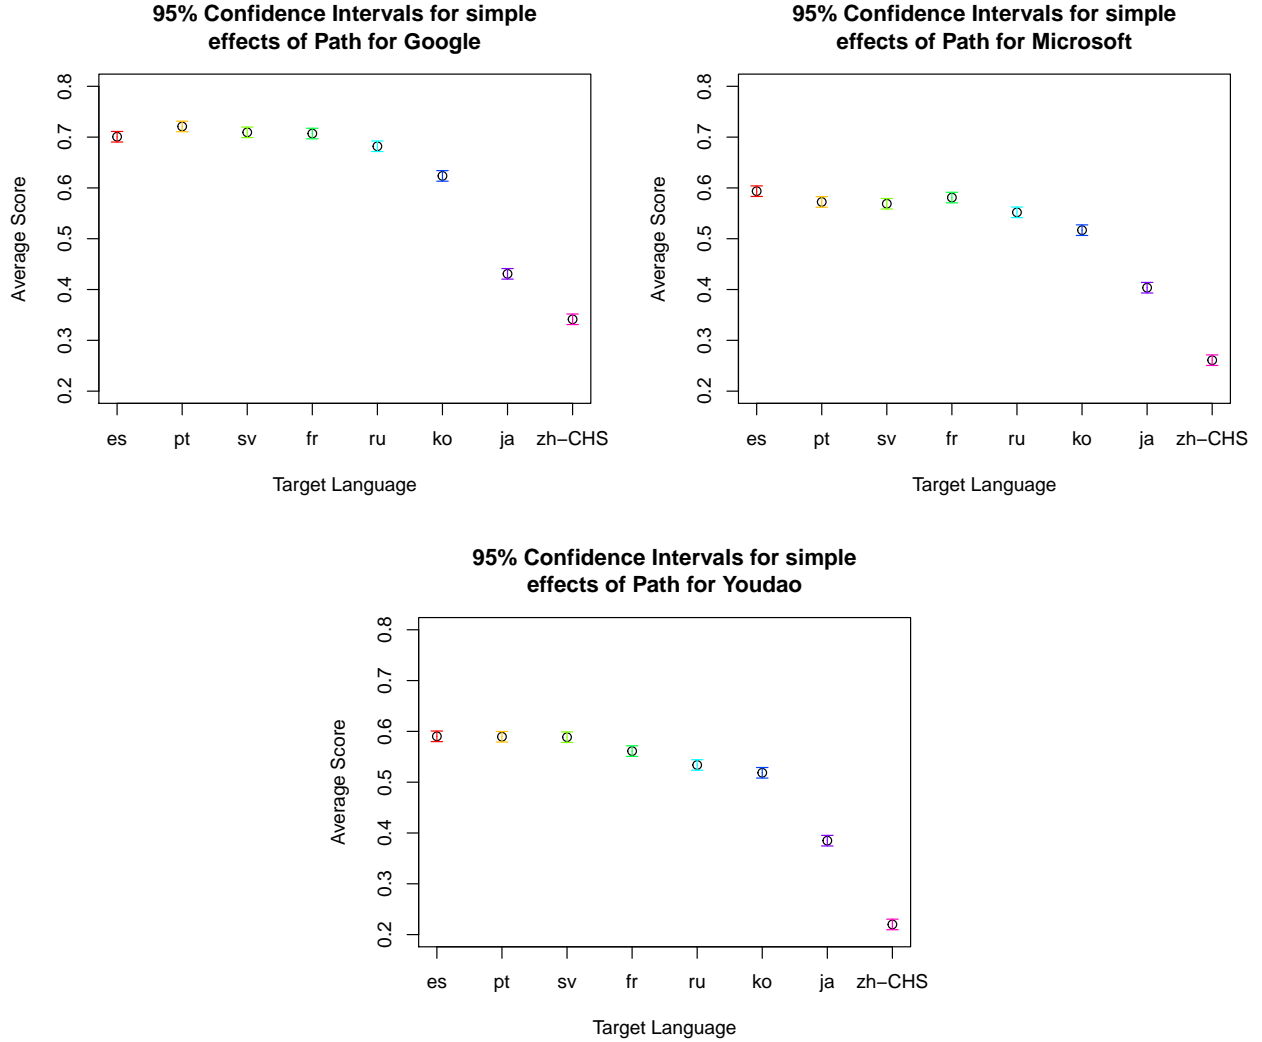 95% Confidence Intervals for simple
effects of Path for Google
Average Score
0.8
0.7
0.6
0.5
0.4
0.3
0.2
es pt sv fr ru ko ja zh−CHS
Target Language
95% Confidence Intervals for simple
effects of Path for Microsoft
Average Score
0.8
0.7
0.6
0.5
0.4
0.3
0.2
es pt sv fr ru ko ja zh−CHS
Target Language
95% Confidence Intervals for simple
effects of Path for Youdao
Average Score
0.8
0.7
0.6
0.5
0.4
0.3
0.2
es pt sv fr ru ko ja zh−CHS
Target Language